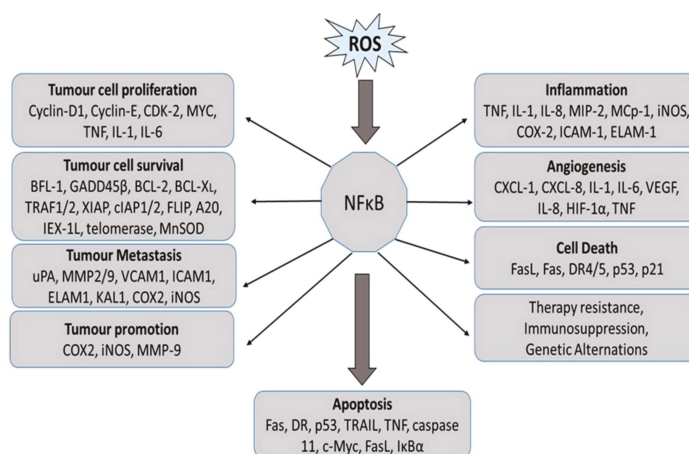 ROS
Tumour cell proliferation
Cyclin-D1, Cyclin-E, CDK-2, MYC,
TNF, IL-1, IL-6
Tumour cell survival
BFL-1, GADD45β, BCL-2, BCL-XL,
TRAF1/2, XIAP, cIAP1/2, FLIP, A20,
IEX-1L, telomerase, MnSOD
Tumour Metastasis
uPA, MMP2/9, VCAM1, ICAM1,
ELAM1, KAL1, COX2, iNOS
Tumour promotion
COX2, iNOS, MMP-9
NFκB
Inflammation
TNF, IL-1, IL-8, MIP-2, MCp-1, iNOS,
COX-2, ICAM-1, ELAM-1
Angiogenesis
CXCL-1, CXCL-8, IL-1, IL-6, VEGF,
IL-8, HIF-1α, TNF
Cell Death
FasL, Fas, DR4/5, p53, p21
Therapy resistance,
Immunosuppression,
Genetic Alternations
Apoptosis
Fas, DR, p53, TRAIL, TNF, caspase
11, c-Myc, FasL, IκBα